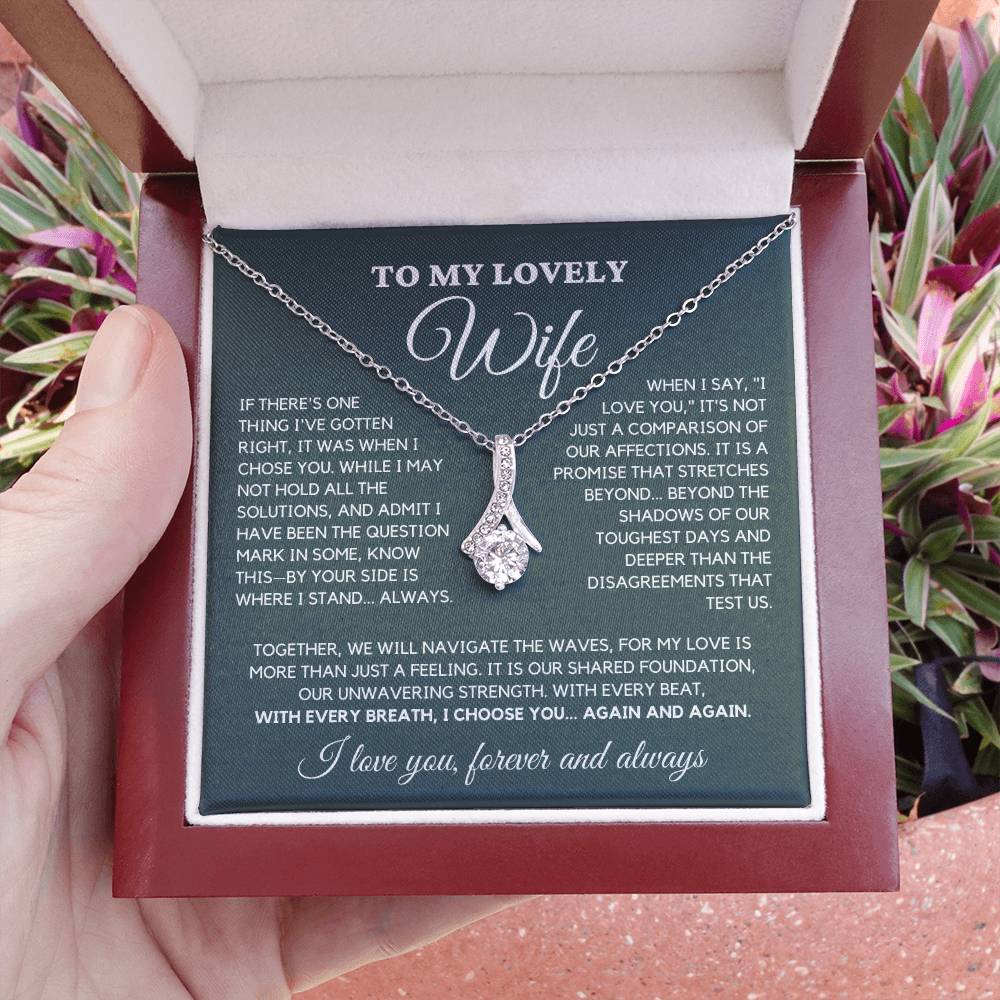 TO MY LOVELY
Wife
IF THERE'S ONE
THING I'VE GOTTEN
RIGHT, IT WAS WHEN I
CHOSE YOU. WHILE I MAY
NOT HOLD ALL THE
SOLUTIONS, AND ADMIT I
HAVE BEEN THE QUESTION
MARK IN SOME, KNOW
THIS—BY YOUR SIDE IS
WHERE I STAND... ALWAYS.
WHEN I SAY, "I
LOVE YOU," IT'S NOT
JUST A COMPARISON OF
OUR AFFECTIONS. IT IS A
PROMISE THAT STRETCHES
BEYOND... BEYOND THE
SHADOWS OF OUR
TOUGHEST DAYS AND
DEEPER THAN THE
DISAGREEMENTS THAT
TEST US.
TOGETHER, WE WILL NAVIGATE THE WAVES, FOR MY LOVE IS
MORE THAN JUST A FEELING. IT IS OUR SHARED FOUNDATION,
OUR UNWAVERING STRENGTH. WITH EVERY BEAT,
WITH EVERY BREATH, I CHOOSE YOU... AGAIN AND AGAIN.
I love you, forever and always